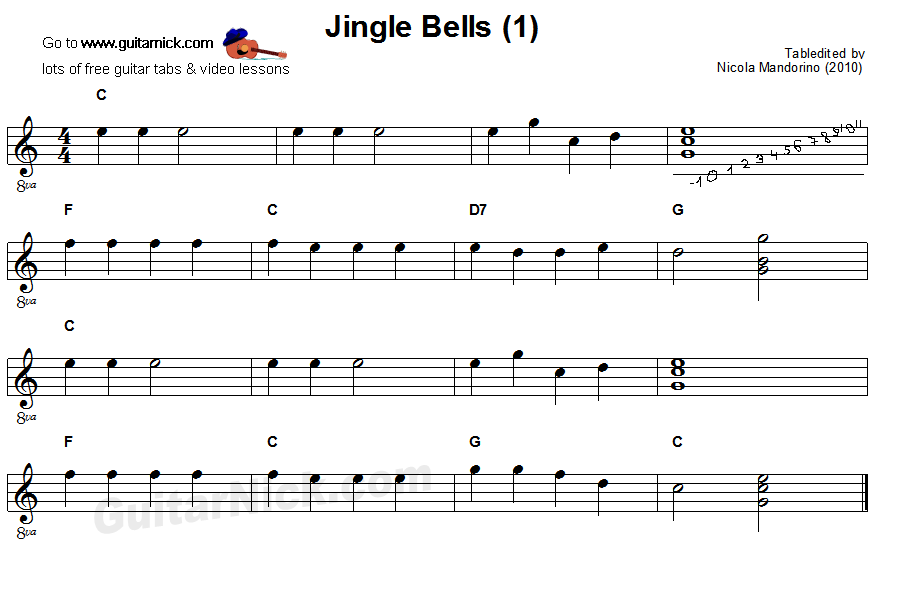 Jingle Bells (1)
Go to www.guitarnick.com
lots of free guitar tabs & video lessons
Tabledited by
Nicola Mandorino (2010)
C
4
4
-1 0 1 2 3 4 5 6 7 8 9 10 11
8va
F C D7 G
8va
C
8va
F C G C
GuitarNick.com
8va